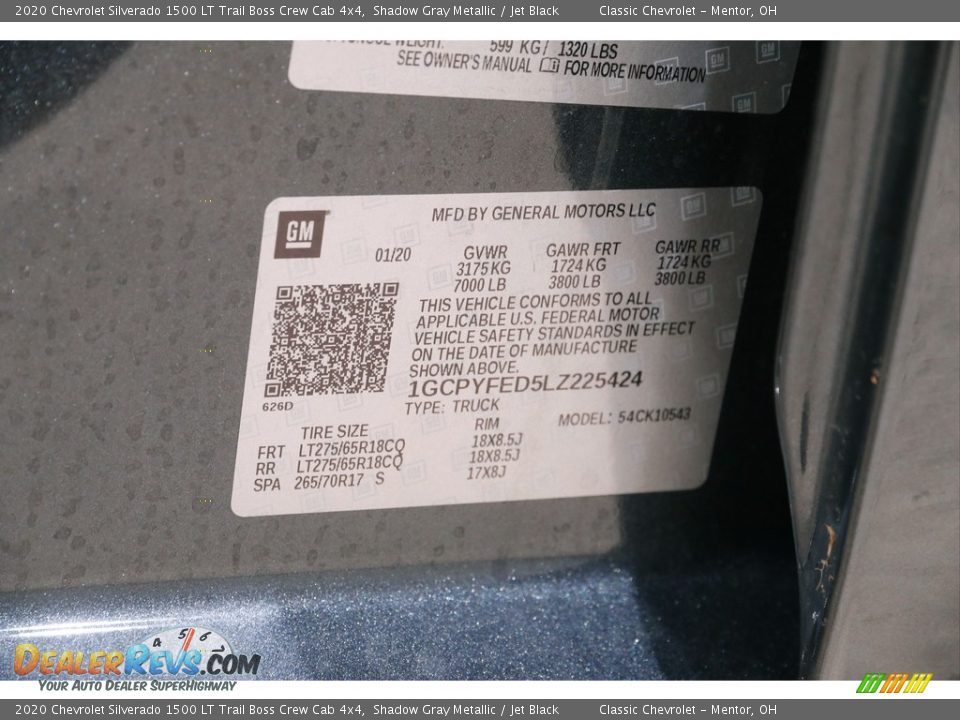 2020 Chevrolet Silverado 1500 LT Trail Boss Crew Cab 4x4, Shadow Gray Metallic / Jet Black Classic Chevrolet – Mentor, OH
599 KG/ 1320 LBS
SEE OWNER'S MANUAL FOR MORE INFORMATION
GM
MFD BY GENERAL MOTORS LLC
01/20 GVWR GAWR FRT GAWR RR
3175 KG 1724 KG 1724 KG
7000 LB 3800 LB 3800 LB
THIS VEHICLE CONFORMS TO ALL
APPLICABLE U.S. FEDERAL MOTOR
VEHICLE SAFETY STANDARDS IN EFFECT
ON THE DATE OF MANUFACTURE
SHOWN ABOVE.
1GCPYFED5LZ225424
626D
TYPE: TRUCK MODEL: 54CK10543
TIRE SIZE RIM
FRT LT275/65R18CQ 18X8.5J
RR LT275/65R18CQ 18X8.5J
SPA 265/70R17 S 17X8J
4 5 6
DealerRevs.com
Your Auto Dealer SuperHighway
2020 Chevrolet Silverado 1500 LT Trail Boss Crew Cab 4x4, Shadow Gray Metallic / Jet Black Classic Chevrolet – Mentor, OH